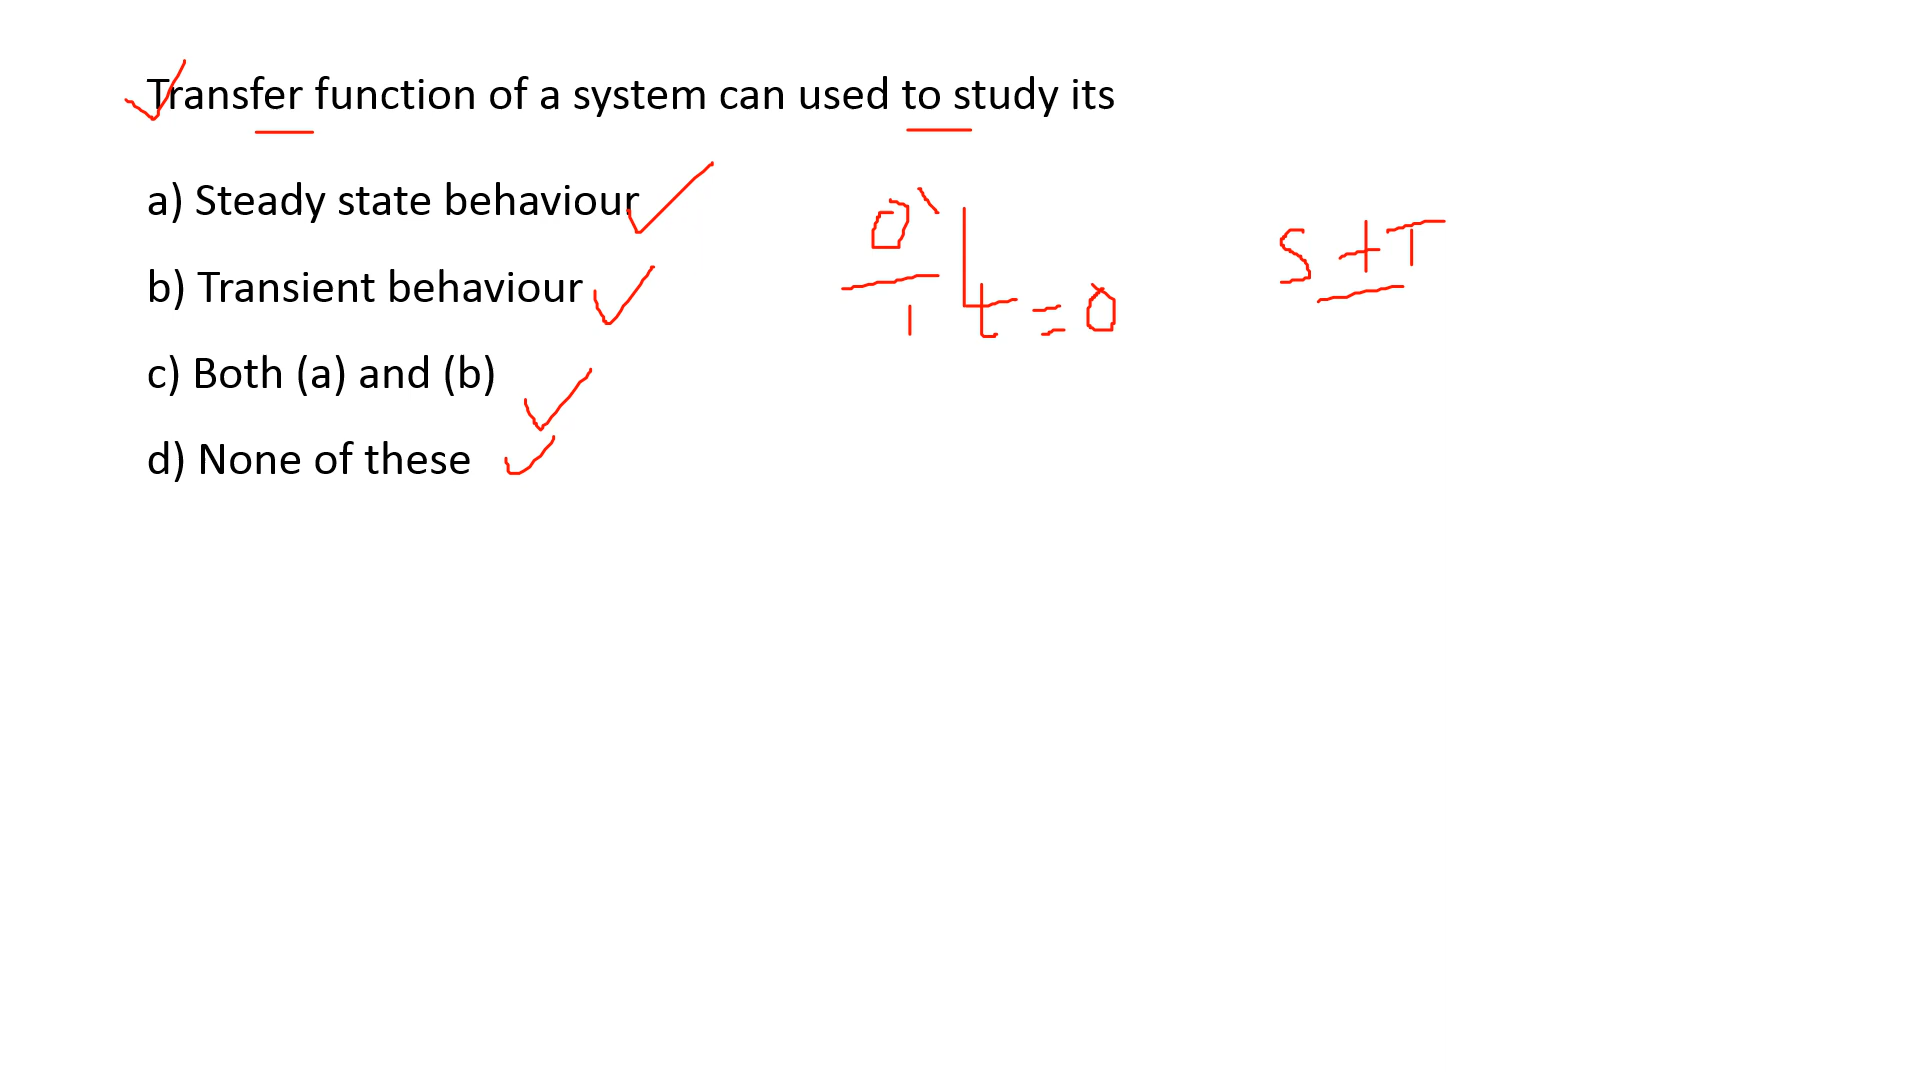 Transfer function of a system can used to study its
a) Steady state behaviour
b) Transient behaviour
c) Both (a) and (b)
d) None of these
O
I
t = 0
S + T